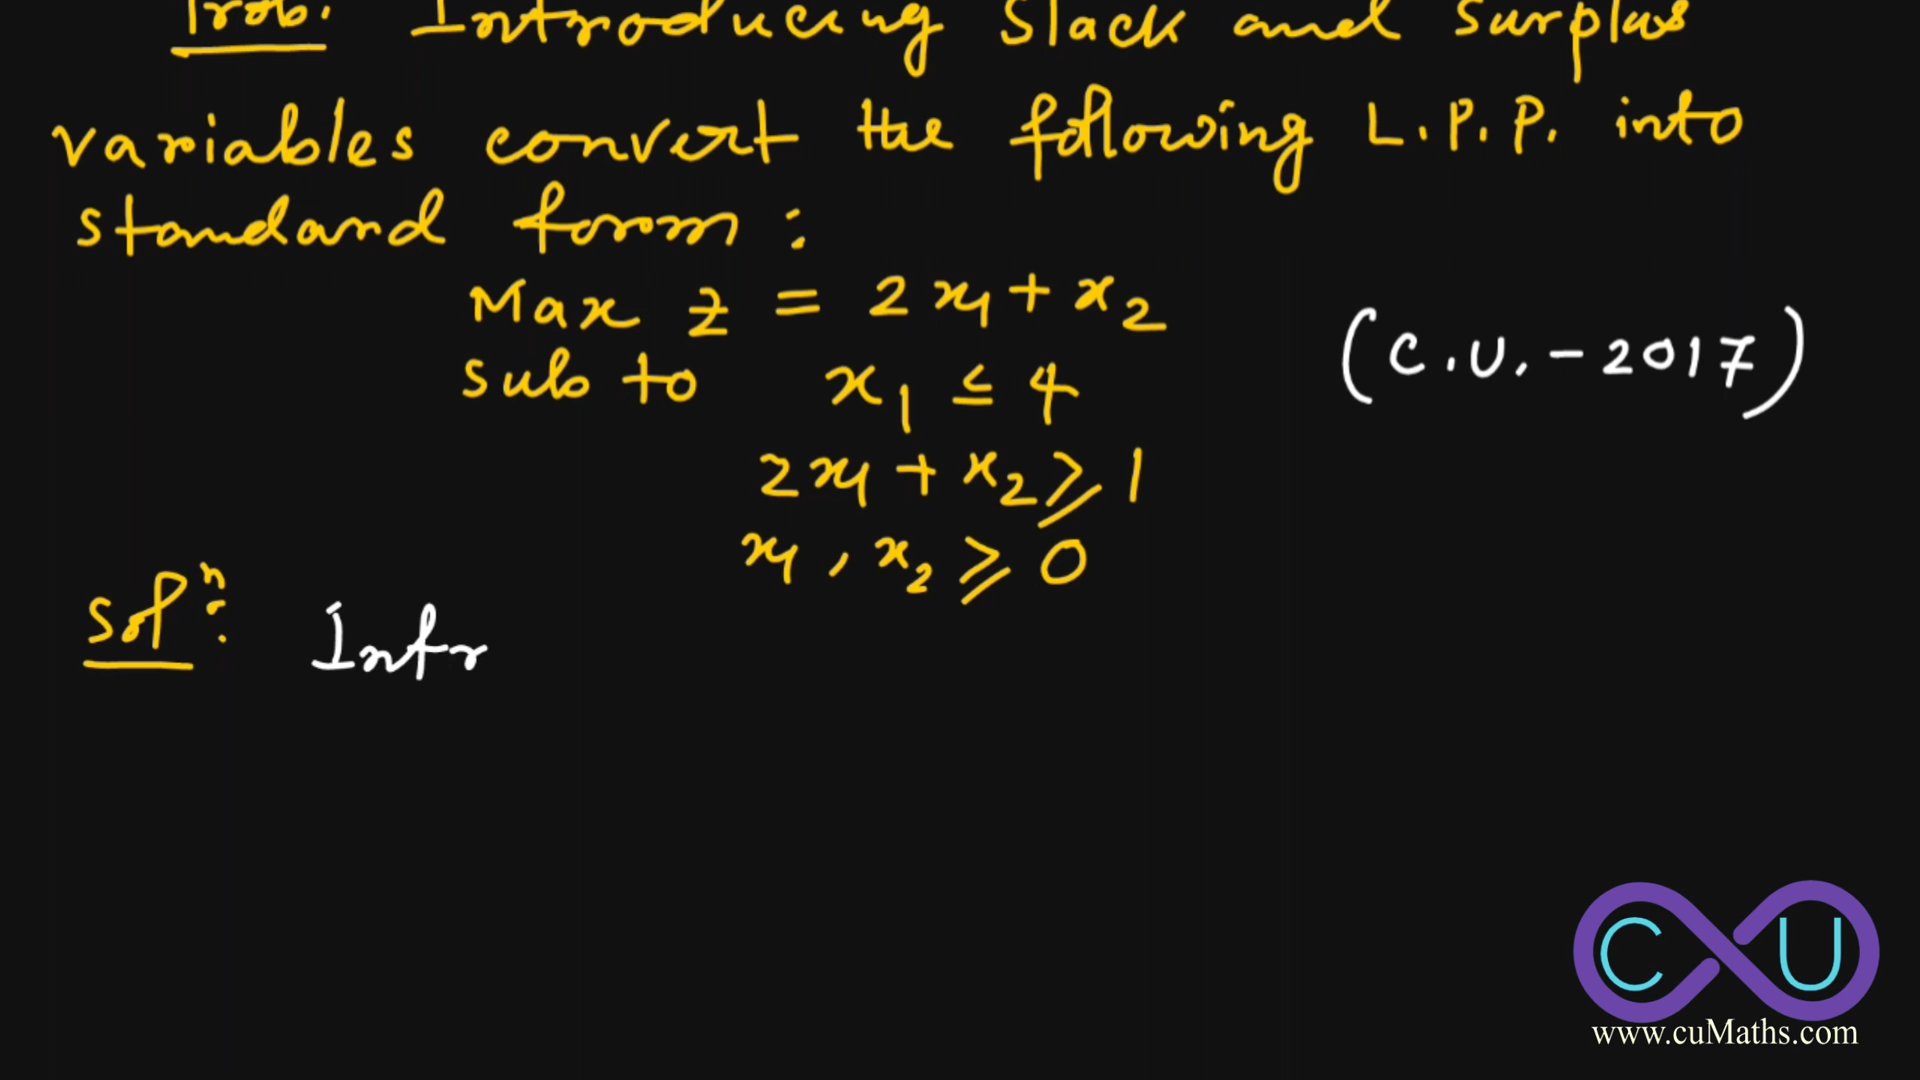 Prob. Introducing Slack and Surplus
variables convert the following L.P.P. into
standard form :
Max z = 2x₁ + x₂
sub to x₁ ≤ 4
(C.U. - 2017)
2x₁ + x₂ ≥ 1
x₁ , x₂ ≥ 0
Solⁿ: Intr
CU
www.cuMaths.com